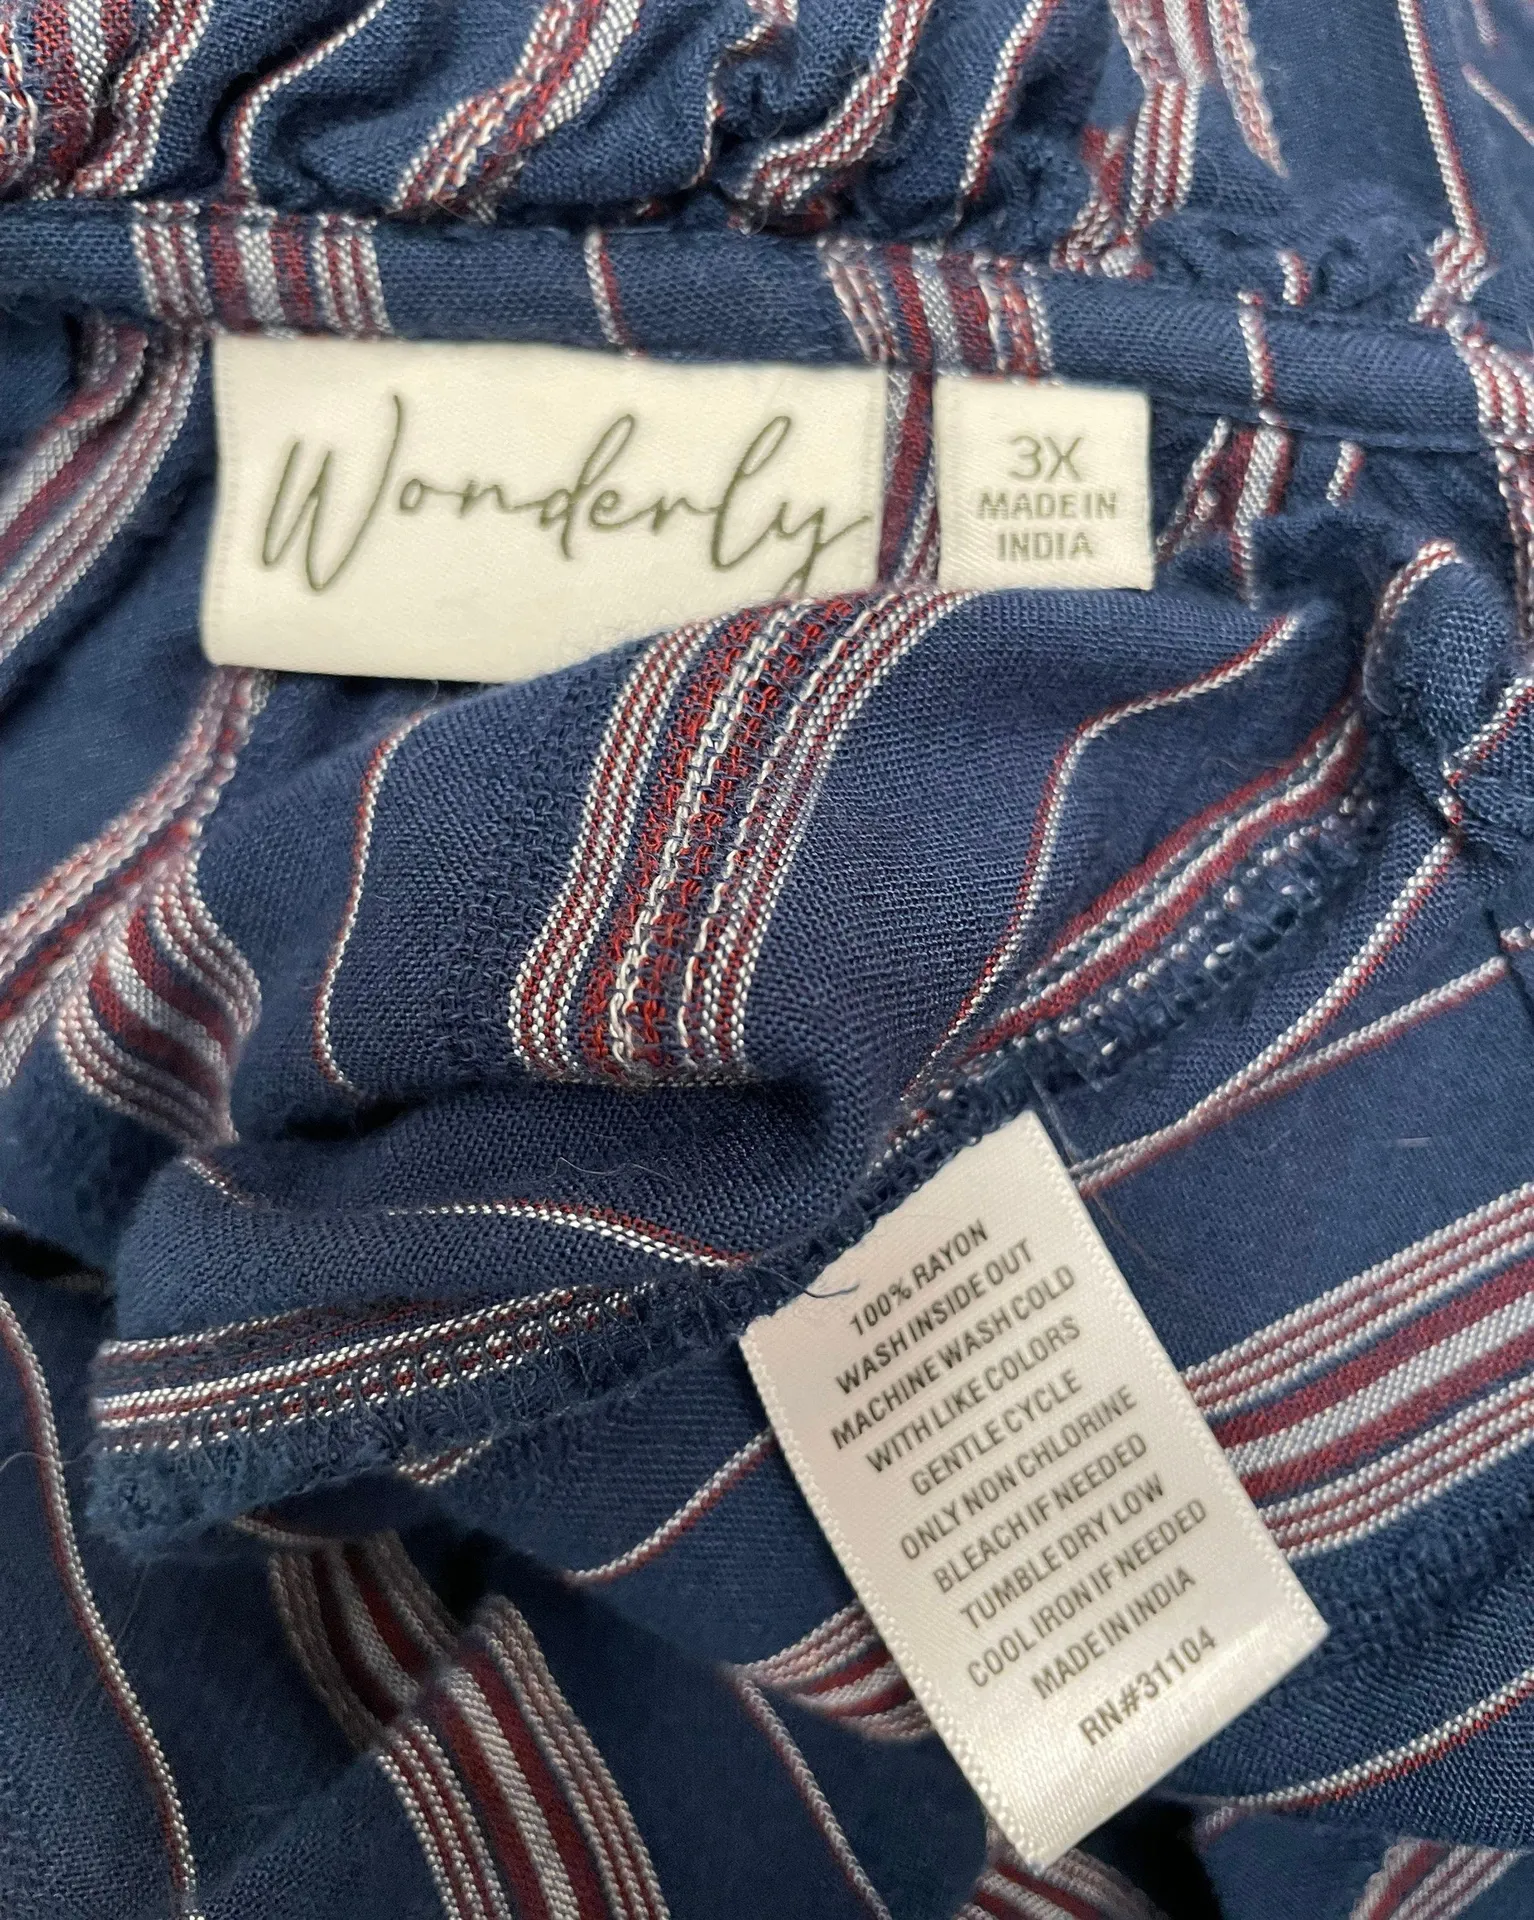 Wonderly
3X
MADE IN
INDIA
100% RAYON
WASH INSIDE OUT
MACHINE WASH COLD
WITH LIKE COLORS
GENTLE CYCLE
ONLY NON CHLORINE
BLEACH IF NEEDED
TUMBLE DRY LOW
COOL IRON IF NEEDED
MADE IN INDIA
RN#31104